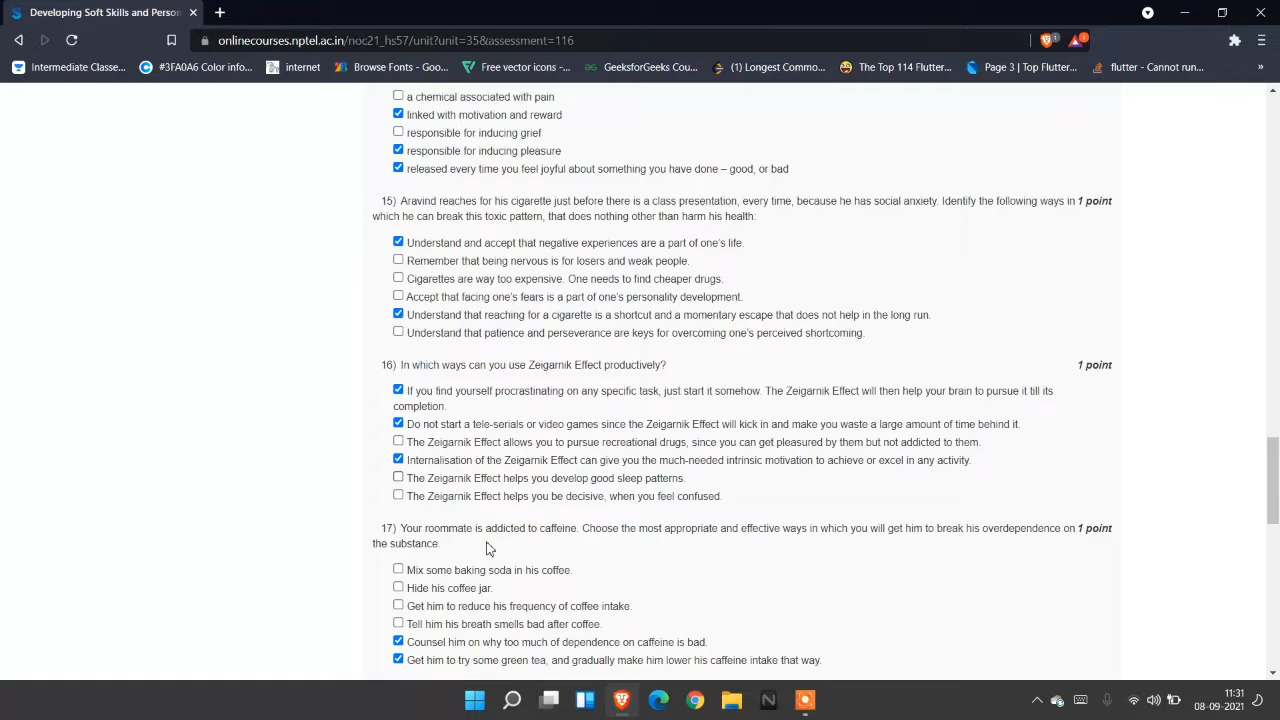 Developing Soft Skills and Person
onlinecourses.nptel.ac.in/noc21_hs57/unit?unit=35&assessment=116
1
1
Intermediate Classe...
#3FA0A6 Color info...
internet
Browse Fonts - Goo...
Free vector icons -...
GeeksforGeeks Cou...
(1) Longest Commo...
The Top 114 Flutter...
Page 3 | Top Flutter...
flutter - Cannot run...
»
a chemical associated with pain
linked with motivation and reward
responsible for inducing grief
responsible for inducing pleasure
released every time you feel joyful about something you have done – good, or bad
15) Aravind reaches for his cigarette just before there is a class presentation, every time, because he has social anxiety. Identify the following ways in 1 point
which he can break this toxic pattern, that does nothing other than harm his health:
Understand and accept that negative experiences are a part of one's life.
Remember that being nervous is for losers and weak people.
Cigarettes are way too expensive. One needs to find cheaper drugs.
Accept that facing one's fears is a part of one's personality development.
Understand that reaching for a cigarette is a shortcut and a momentary escape that does not help in the long run.
Understand that patience and perseverance are keys for overcoming one's perceived shortcoming.
16) In which ways can you use Zeigarnik Effect productively? 1 point
If you find yourself procrastinating on any specific task, just start it somehow. The Zeigarnik Effect will then help your brain to pursue it till its
completion.
Do not start a tele-serials or video games since the Zeigarnik Effect will kick in and make you waste a large amount of time behind it.
The Zeigarnik Effect allows you to pursue recreational drugs, since you can get pleasured by them but not addicted to them.
Internalisation of the Zeigarnik Effect can give you the much-needed intrinsic motivation to achieve or excel in any activity.
The Zeigarnik Effect helps you develop good sleep patterns.
The Zeigarnik Effect helps you be decisive, when you feel confused.
17) Your roommate is addicted to caffeine. Choose the most appropriate and effective ways in which you will get him to break his overdependence on 1 point
the substance.
Mix some baking soda in his coffee.
Hide his coffee jar.
Get him to reduce his frequency of coffee intake.
Tell him his breath smells bad after coffee.
Counsel him on why too much of dependence on caffeine is bad.
Get him to try some green tea, and gradually make him lower his caffeine intake that way.
11:31
08-09-2021